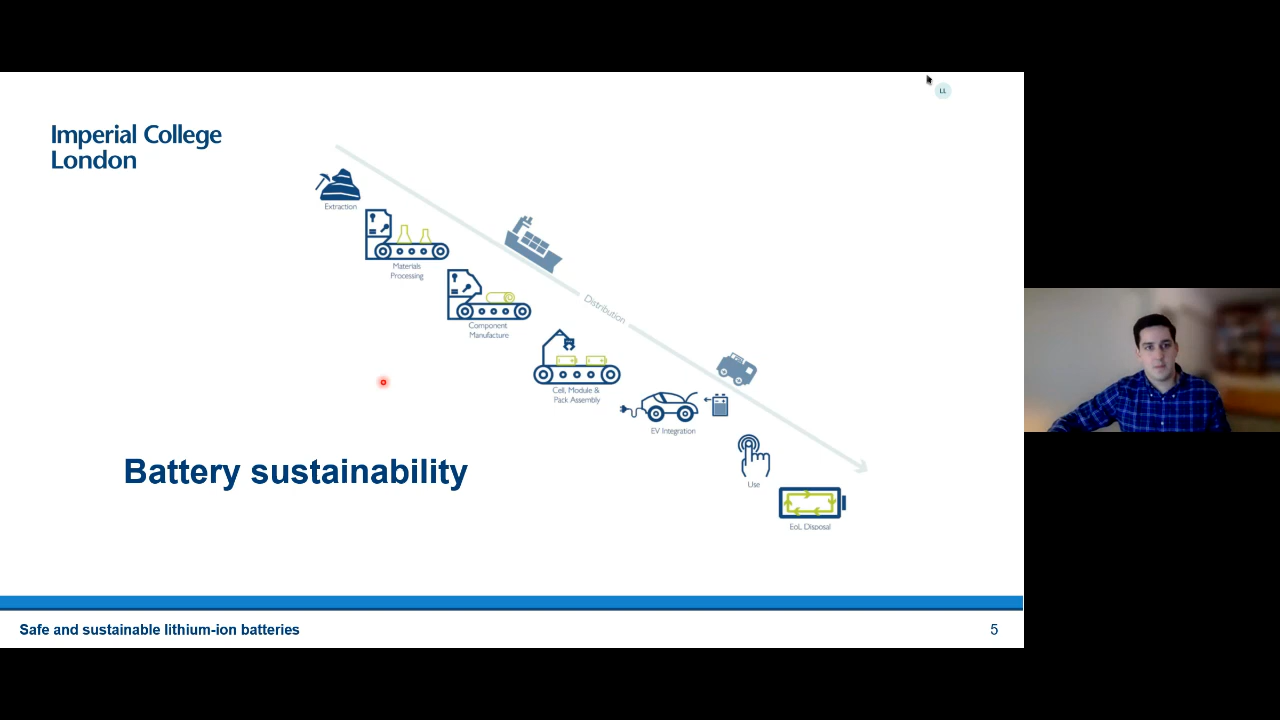 LL
Imperial College
London
Extraction
Materials
Processing
Distribution
Component
Manufacture
Cell, Module &
Pack Assembly
EV Integration
Battery sustainability
Use
EoL Disposal
Safe and sustainable lithium-ion batteries
5